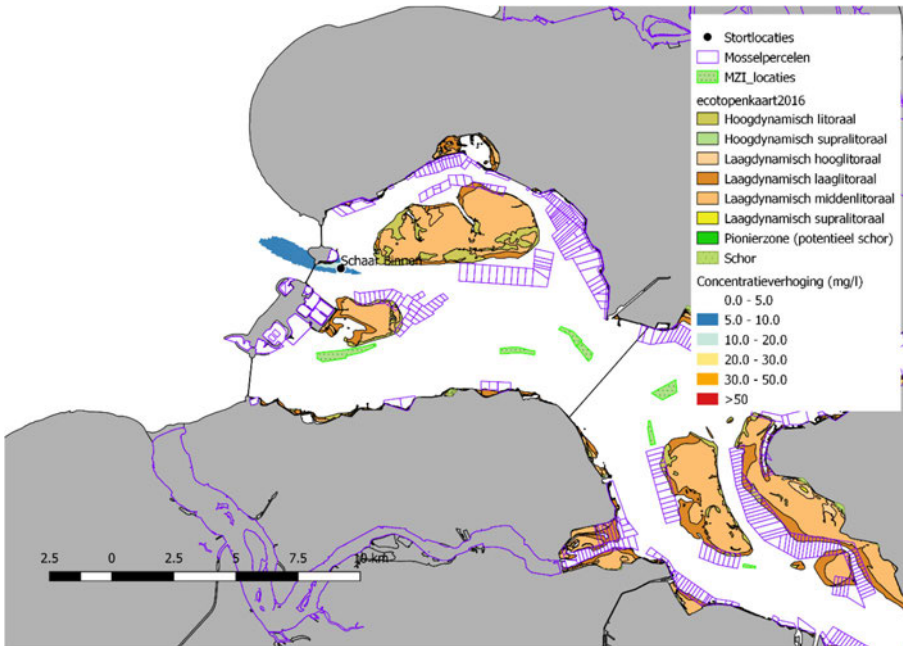 Stortlocaties
Mosselpercelen
MZI_locaties
ecotopenkaart2016
Hoogdynamisch litoraal
Hoogdynamisch supralitoraal
Laagdynamisch hooglitoraal
Laagdynamisch laaglitoraal
Laagdynamisch middenlitoraal
Laagdynamisch supralitoraal
Pionierzone (potentieel schor)
Schor
Concentratieverhoging (mg/l)
0.0 - 5.0
5.0 - 10.0
10.0 - 20.0
20.0 - 30.0
30.0 - 50.0
>50
Schaar Binnen
2.5 0 2.5 5 7.5 10 km